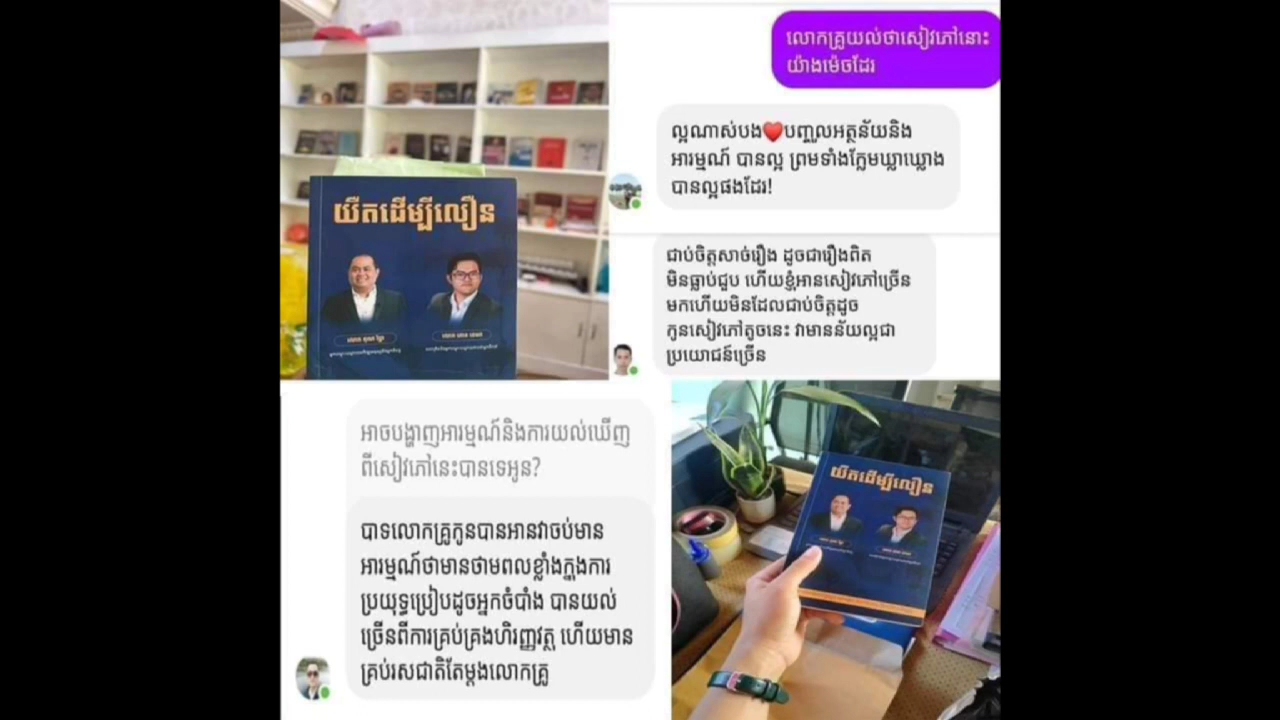 យឺតដើម្បីលឿន
លោកគ្រូយល់ថាសៀវភៅនោះ
យ៉ាងម៉េចដែរ
ល្អណាស់បង❤️បញ្ចូលអត្ថន័យនិង
អារម្មណ៍ បានល្អ ព្រមទាំងក្លែមឃ្លាឃ្លោង
បានល្អផងដែរ!
ជាប់ចិត្តសាច់រឿង ដូចជារឿងពិត
មិនធ្លាប់ជួប ហើយខ្ញុំអានសៀវភៅច្រើន
មកហើយមិនដែលជាប់ចិត្តដូច
កូនសៀវភៅតូចនេះ វាមានន័យល្អជា
ប្រយោជន៍ច្រើន
អាចបង្ហាញអារម្មណ៍និងការយល់ឃើញ
ពីសៀវភៅនេះបានទេអូន?
បាទលោកគ្រូកូនបានអានវាចប់មាន
អារម្មណ៍ថាមានថាមពលខ្លាំងក្នុងការ
ប្រយុទ្ធប្រៀបដូចអ្នកចំបាំង បានយល់
ច្រើនពីការគ្រប់គ្រងហិរញ្ញវត្ថុ ហើយមាន
គ្រប់រសជាតិតែម្ដងលោកគ្រូ
យឺតដើម្បីលឿន